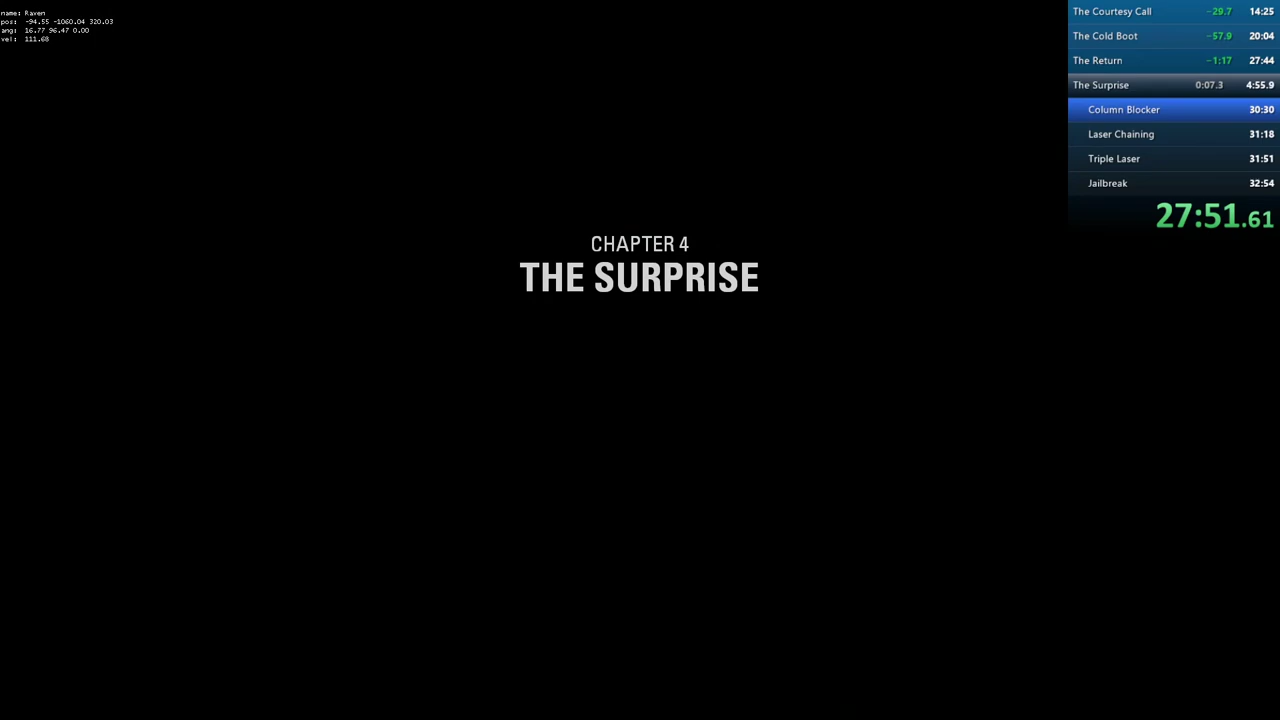 name: Raven
pos: -94.55 -1060.04 320.03
ang: 16.77 96.47 0.00
vel: 111.68
The Courtesy Call -29.7 14:25
The Cold Boot -57.9 20:04
The Return -1:17 27:44
The Surprise 0:07.3 4:55.9
Column Blocker 30:30
Laser Chaining 31:18
Triple Laser 31:51
Jailbreak 32:54
27:51.61
CHAPTER 4
THE SURPRISE